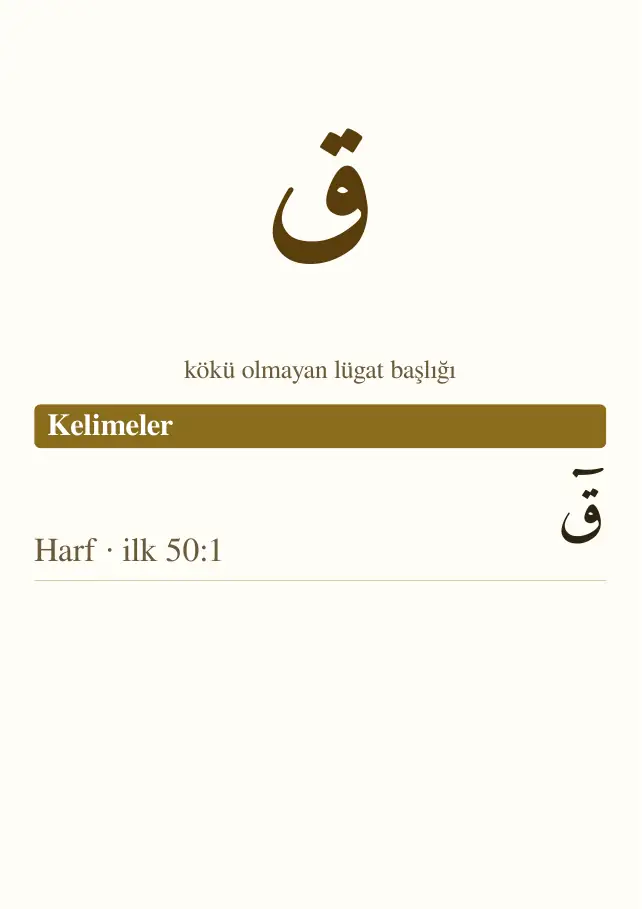 ق
kökü olmayan lügat başlığı
Kelimeler
قٓ
Harf · ilk 50:1